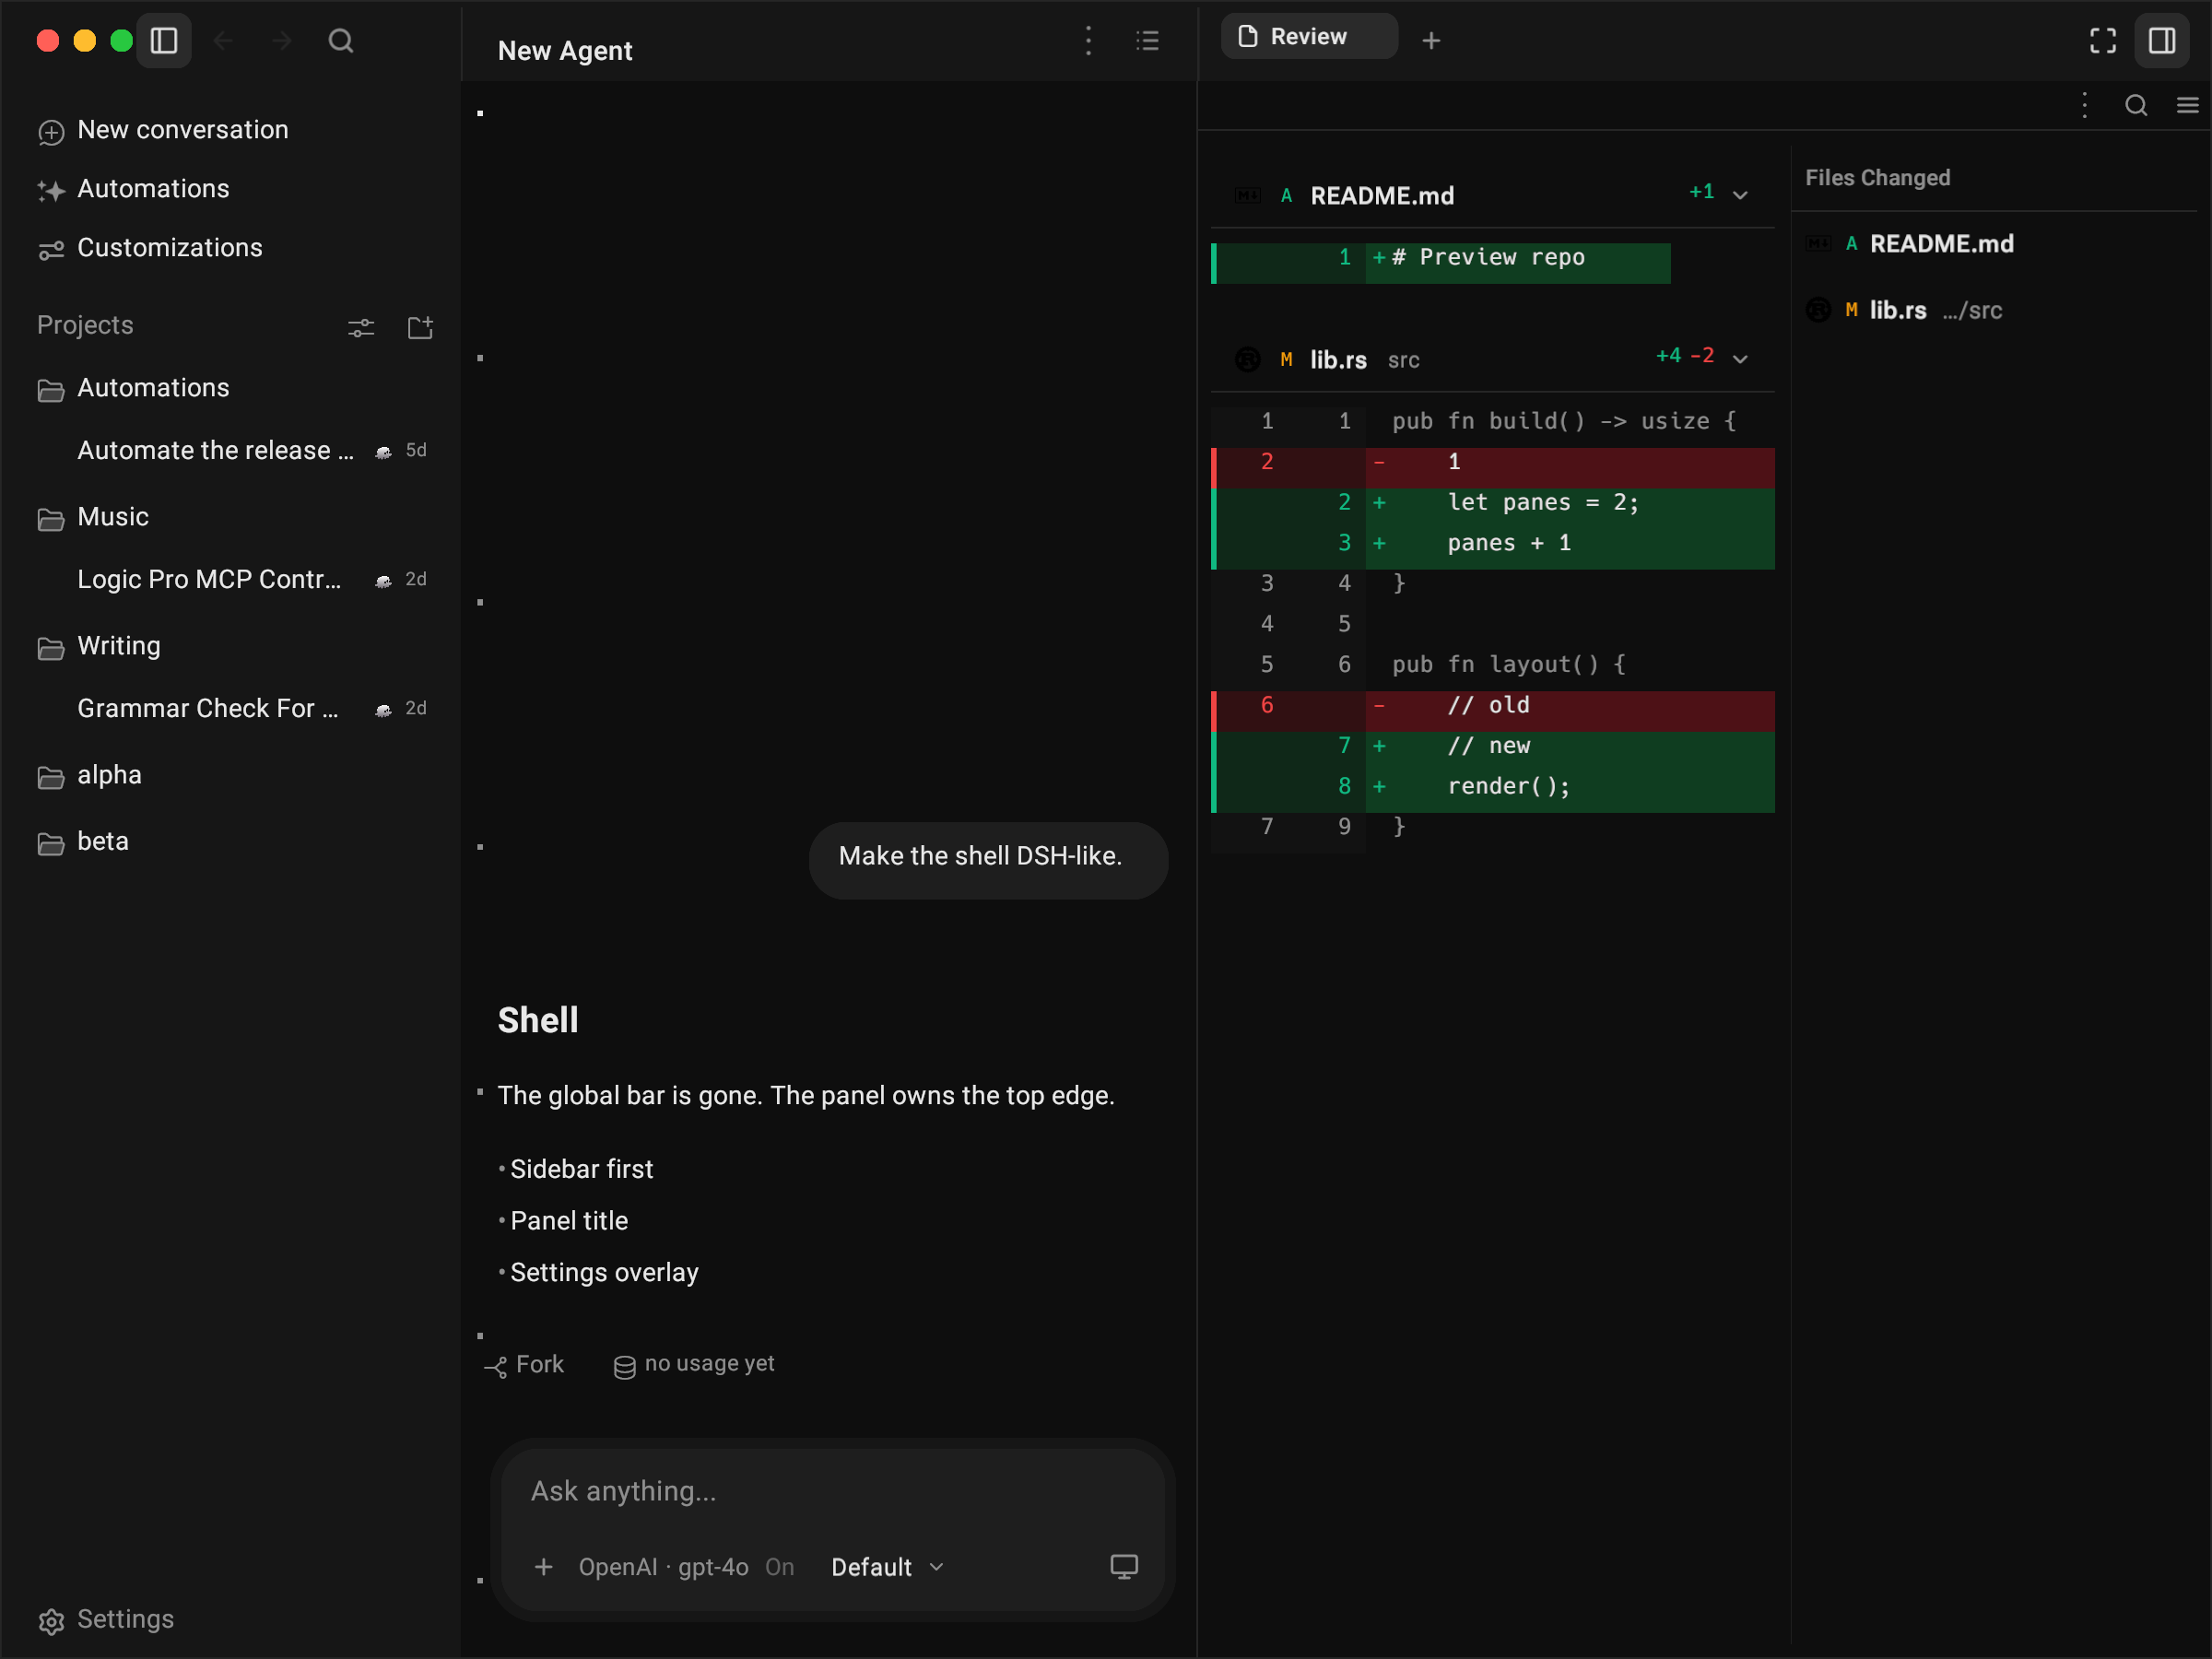 New conversation
Automations
Customizations
Projects
Automations
Automate the release ...
5d
Music
Logic Pro MCP Contr...
2d
Writing
Grammar Check For ...
2d
alpha
beta
Settings
New Agent
Make the shell DSH-like.
Shell
The global bar is gone. The panel owns the top edge.
• Sidebar first
• Panel title
• Settings overlay
Fork
no usage yet
Ask anything...
+ OpenAI · gpt-4o On Default
Review
+
A README.md +1
1 + # Preview repo
M lib.rs src +4 -2
1 1 pub fn build() -> usize {
2 - 1
2 + let panes = 2;
3 + panes + 1
3 4 }
4 5
5 6 pub fn layout() {
6 - // old
7 + // new
8 + render();
7 9 }
Files Changed
A README.md
M lib.rs .../src